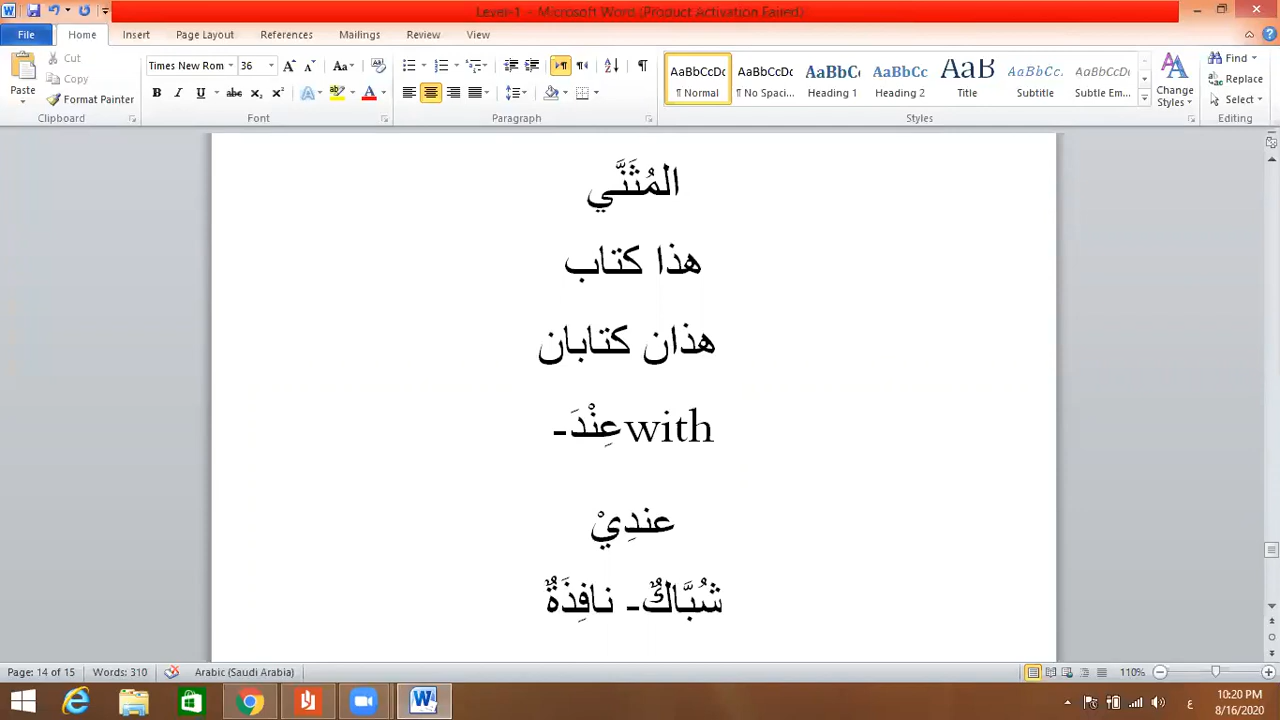 Level-1 - Microsoft Word (Product Activation Failed)
File Home Insert Page Layout References Mailings Review View
Cut
Copy
Format Painter
Paste
Times New Rom 36
AaBbCcDc AaBbCcDc AaBbC AaBbCc AaB AaBbCc. AaBbCcDc
¶ Normal ¶ No Spaci... Heading 1 Heading 2 Title Subtitle Subtle Em...
Change Styles
Find
Replace
Select
Clipboard Font Paragraph Styles Editing
المُثَنَّي
هذا كتاب
هذان كتابان
with عِنْدَ-
عندِيْ
شُبَّاكٌ- نافِذَةٌ
Page: 14 of 15 Words: 310 Arabic (Saudi Arabia) 110%
10:20 PM
8/16/2020
ع